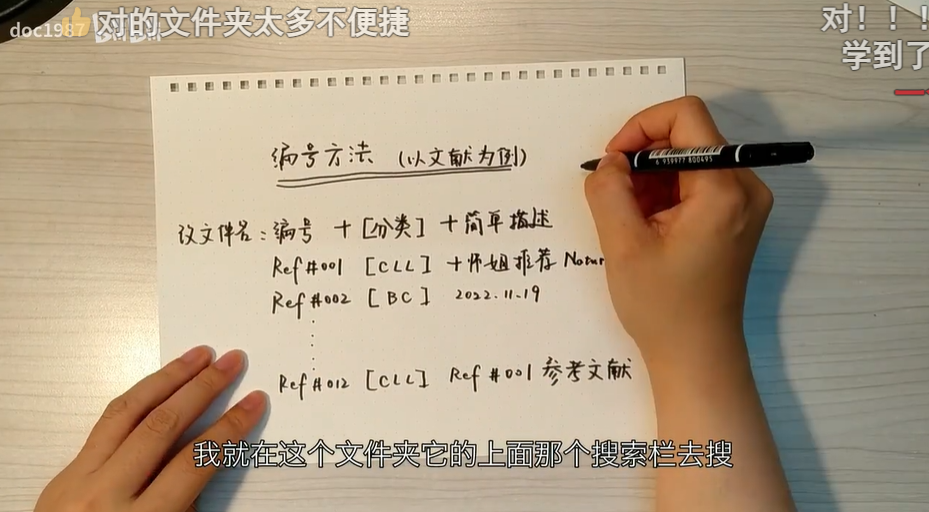 doc1987
对的文件夹太多不便捷
对！！！
学到了
编号方法 (以文献为例)
改文件名：编号 + [分类] + 简单描述
Ref #001 [CLL] + 师姐推荐 Natur
Ref #002 [BC] 2022.11.19
Ref #012 [CLL] Ref #001 参考文献
6 939977 800495
我就在这个文件夹它的上面那个搜索栏去搜